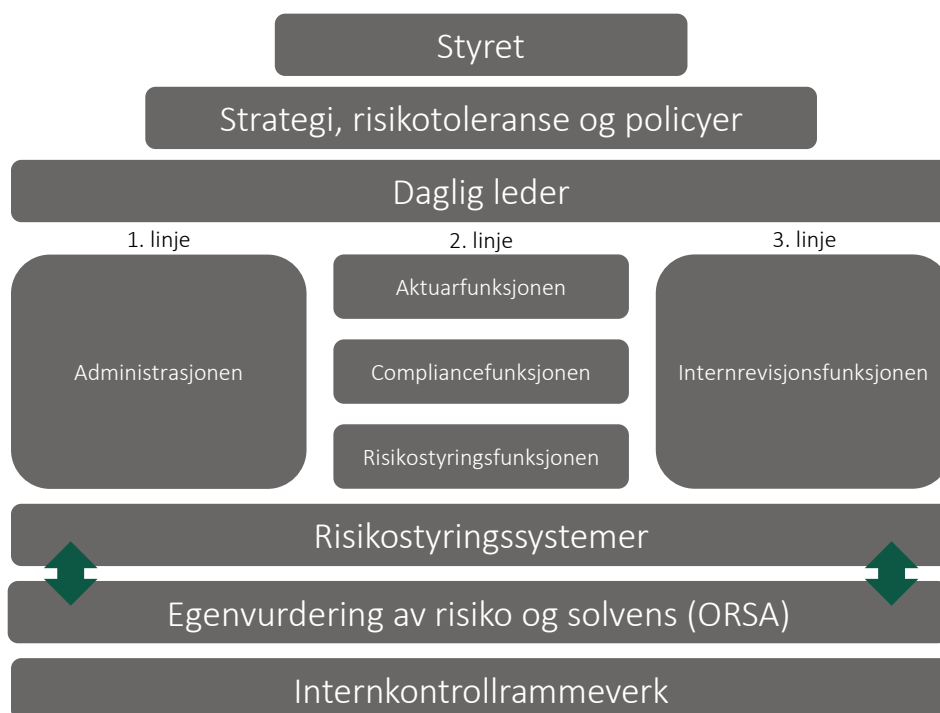 Styret
Strategi, risikotoleranse og policyer
Daglig leder
1. linje
2. linje
3. linje
Administrasjonen
Aktuarfunksjonen
Compliancefunksjonen
Risikostyringsfunksjonen
Internrevisjonsfunksjonen
Risikostyringssystemer
Egenvurdering av risiko og solvens (ORSA)
Internkontrollrammeverk